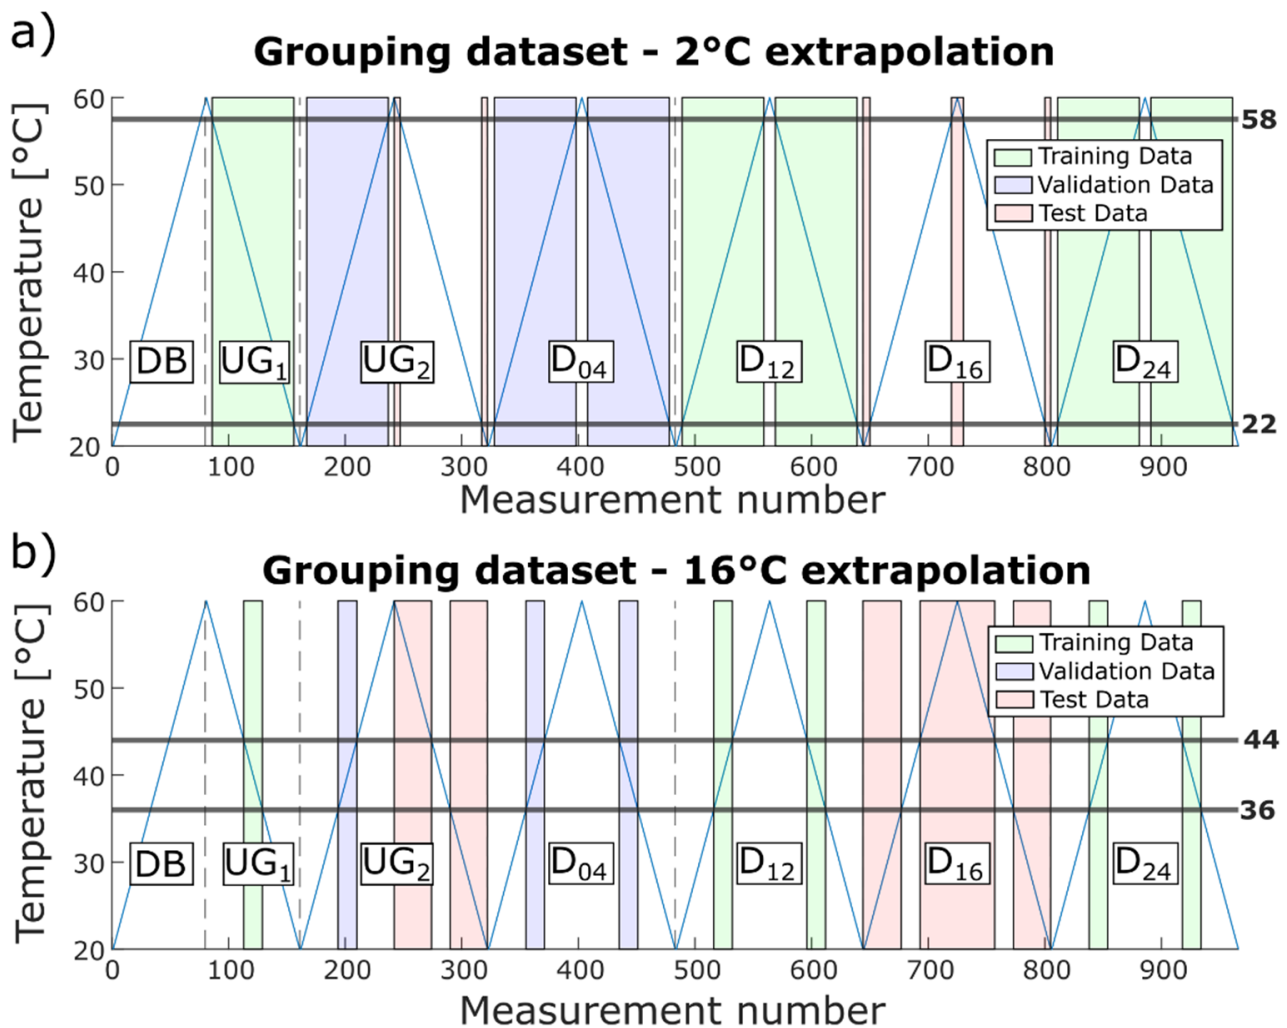 a)
Grouping dataset - 2°C extrapolation
Temperature [°C]
60
50
40
30
20
58
22
Training Data
Validation Data
Test Data
DB
UG1
UG2
D04
D12
D16
D24
0 100 200 300 400 500 600 700 800 900
Measurement number
b)
Grouping dataset - 16°C extrapolation
Temperature [°C]
60
50
40
30
20
44
36
Training Data
Validation Data
Test Data
DB
UG1
UG2
D04
D12
D16
D24
0 100 200 300 400 500 600 700 800 900
Measurement number